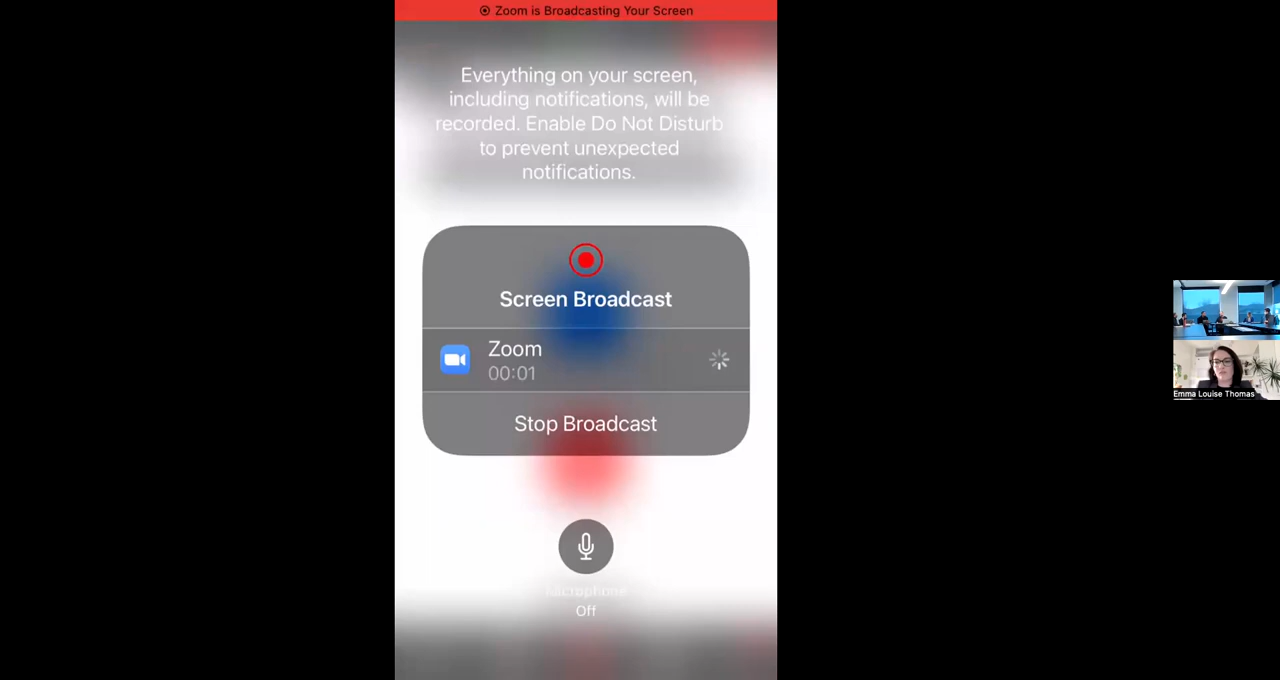 Zoom is Broadcasting Your Screen
Everything on your screen,
including notifications, will be
recorded. Enable Do Not Disturb
to prevent unexpected
notifications.
Screen Broadcast
Zoom
00:01
Stop Broadcast
Microphone
Off
Emma Louise Thomas